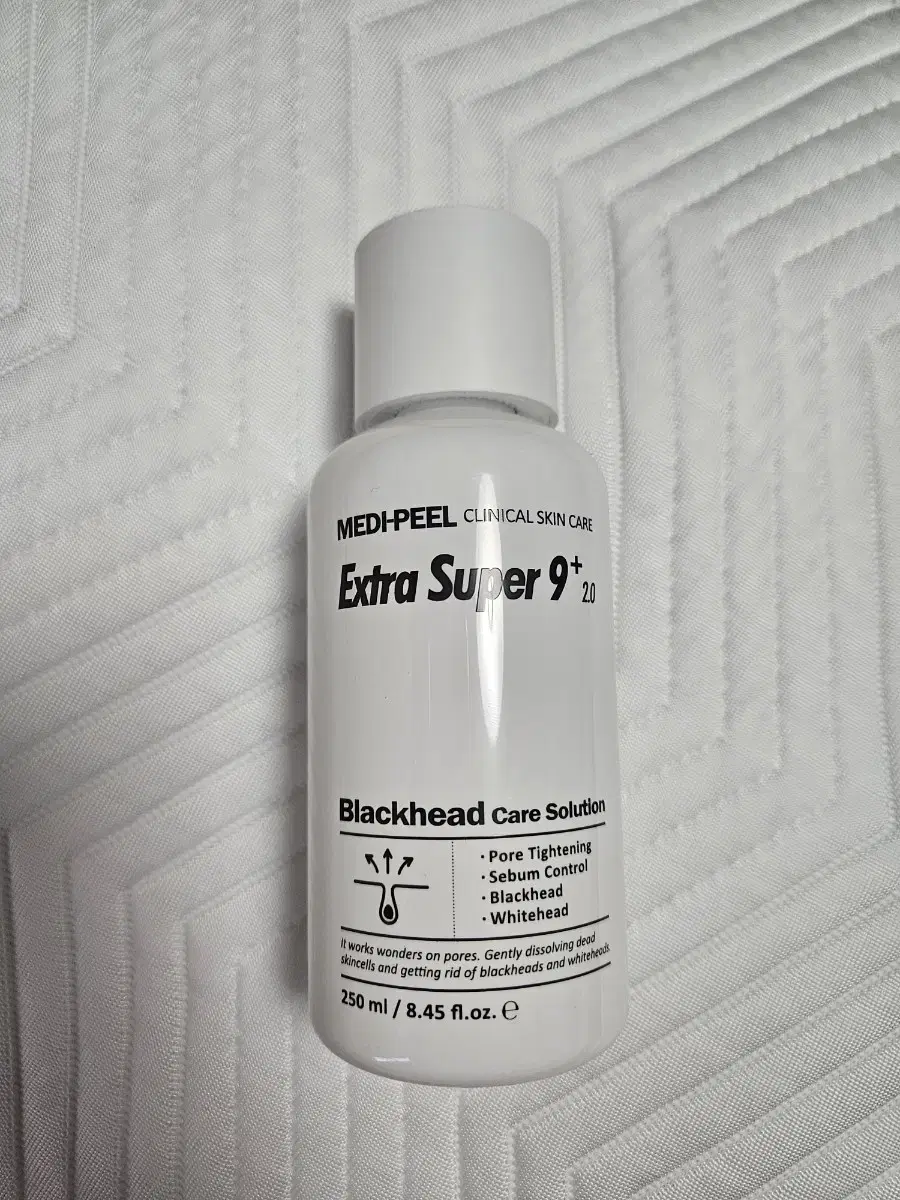 MEDI-PEEL CLINICAL SKIN CARE
Extra Super 9+ 2.0
Blackhead Care Solution
· Pore Tightening
· Sebum Control
· Blackhead
· Whitehead
It works wonders on pores. Gently dissolving dead
skincells and getting rid of blackheads and whiteheads.
250 ml / 8.45 fl.oz. ℮